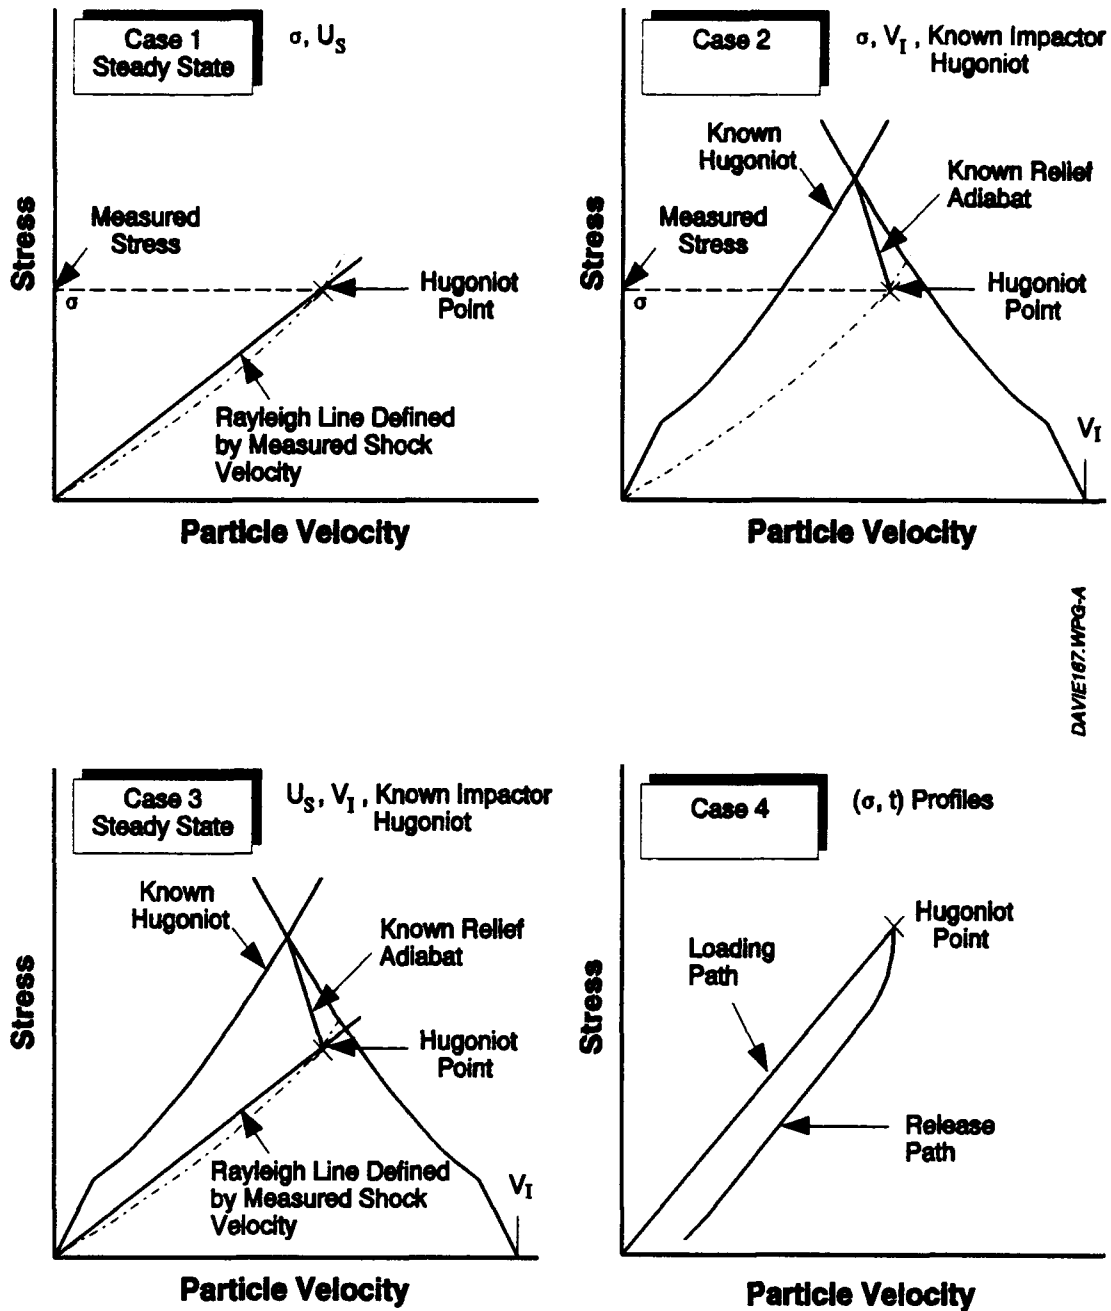 Case 1
Steady State
σ, U_S
Stress
Measured
Stress
σ
Hugoniot
Point
Rayleigh Line Defined
by Measured Shock
Velocity
Particle Velocity
Case 2
σ, V_I , Known Impactor
Hugoniot
Known
Hugoniot
Known Relief
Adiabat
Stress
Measured
Stress
σ
Hugoniot
Point
V_I
Particle Velocity
DAVIE167.WPG-A
Case 3
Steady State
U_S, V_I , Known Impactor
Hugoniot
Known
Hugoniot
Known Relief
Adiabat
Stress
Hugoniot
Point
Rayleigh Line Defined
by Measured Shock
Velocity
V_I
Particle Velocity
Case 4
(σ, t) Profiles
Hugoniot
Point
Loading
Path
Stress
Release
Path
Particle Velocity